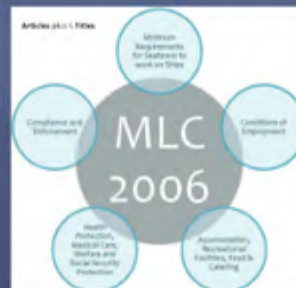 Articles plus 5 Titles
Minimum
Requirements
for Seafarers to
work on Ships
Compliance and
Enforcement
MLC
2006
Conditions of
Employment
Health
Protection,
Medical Care,
Welfare and
Social Security
Protection
Accommodation,
Recreational
Facilities, Food &
Catering